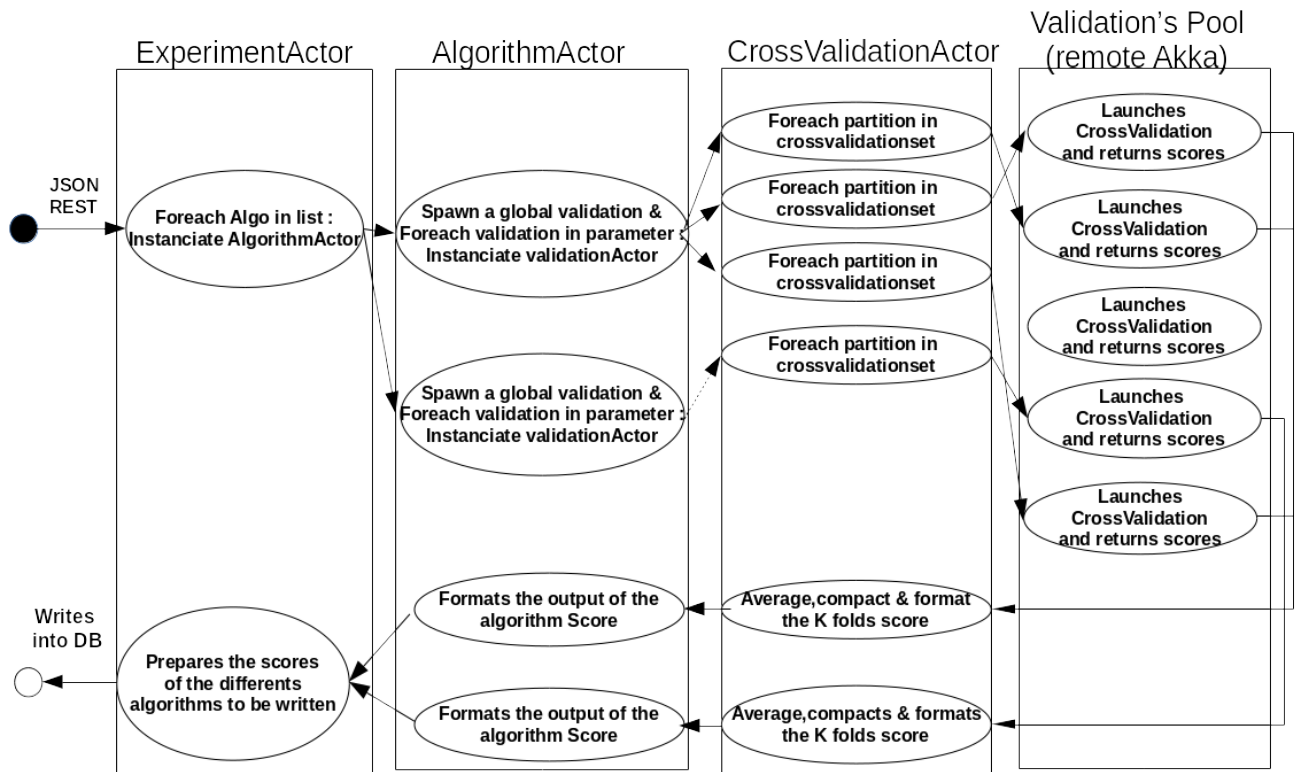 ExperimentActor
AlgorithmActor
CrossValidationActor
Validation’s Pool
(remote Akka)
JSON
REST
Foreach Algo in list :
Instanciate AlgorithmActor
Spawn a global validation &
Foreach validation in parameter :
Instanciate validationActor
Spawn a global validation &
Foreach validation in parameter :
Instanciate validationActor
Foreach partition in
crossvalidationset
Foreach partition in
crossvalidationset
Foreach partition in
crossvalidationset
Foreach partition in
crossvalidationset
Launches
CrossValidation
and returns scores
Launches
CrossValidation
and returns scores
Launches
CrossValidation
and returns scores
Launches
CrossValidation
and returns scores
Launches
CrossValidation
and returns scores
Average,compact & format
the K folds score
Average,compacts & formats
the K folds score
Formats the output of the
algorithm Score
Formats the output of the
algorithm Score
Prepares the scores
of the differents
algorithms to be written
Writes
into DB